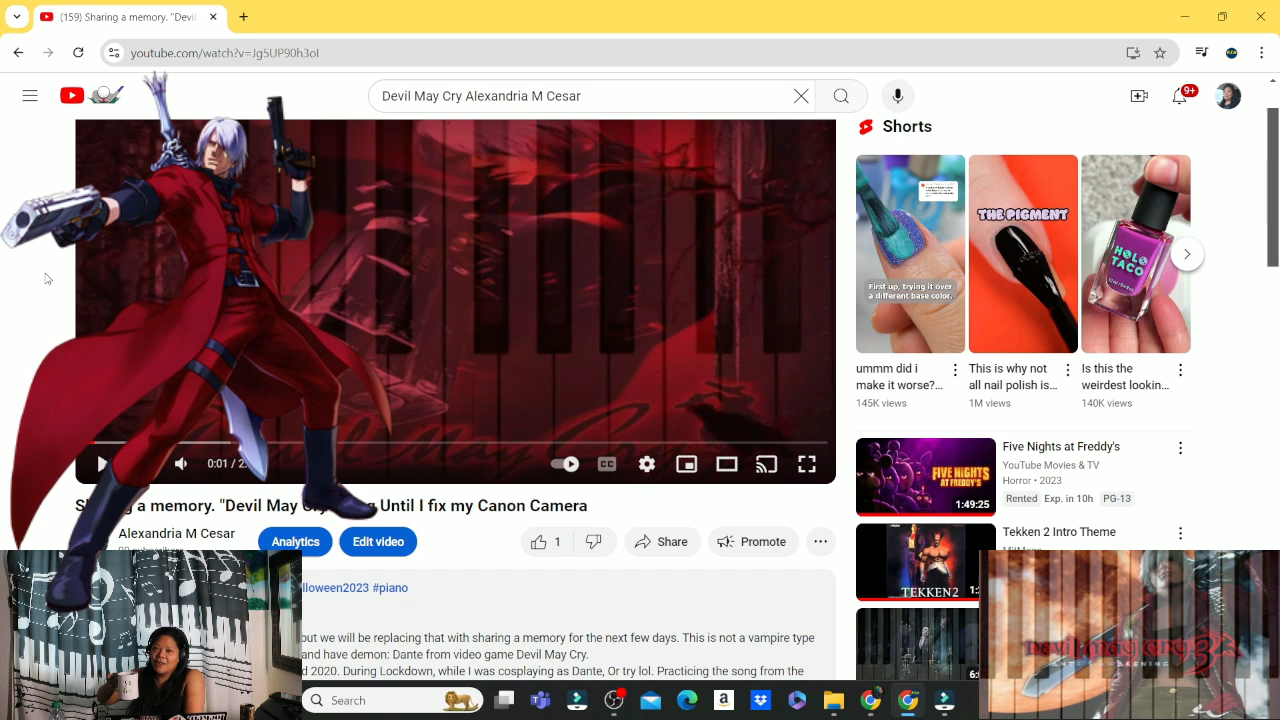 (159) Sharing a memory. "Devil
youtube.com/watch?v=Jg5UP90h3oI
Devil May Cry Alexandria M Cesar
9+
Shorts
First up, trying it over
a different base color.
THE PIGMENT
HOLO
TACO
ummm did i
make it worse?...
145K views
This is why not
all nail polish is...
1M views
Is this the
weirdest lookin...
140K views
0:01 / 2:
CC
Five Nights at Freddy's
YouTube Movies & TV
Horror • 2023
Rented Exp. in 10h PG-13
FIVE NIGHTS
AT FREDDY'S
1:49:25
a memory. "Devil May Until I fix my Canon Camera
Alexandria M Cesar
Analytics
Edit video
1
Share
Promote
Tekken 2 Intro Theme
TEKKEN2
lloween2023 #piano
but we will be replacing that with sharing a memory for the next few days. This is not a vampire type
and have demon: Dante from video game Devil May Cry.
d 2020. During Lockdown, while I was cosplaying as Dante, Or try lol. Practicing the song from the
Devil May Cry 3
DANTE'S AWAKENING
Search